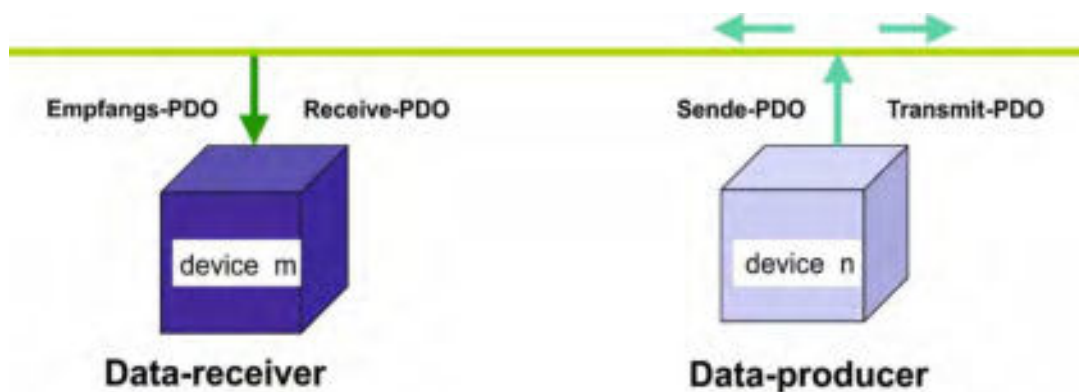 Empfangs-PDO Receive-PDO Sende-PDO Transmit-PDO
device m device n
Data-receiver Data-producer